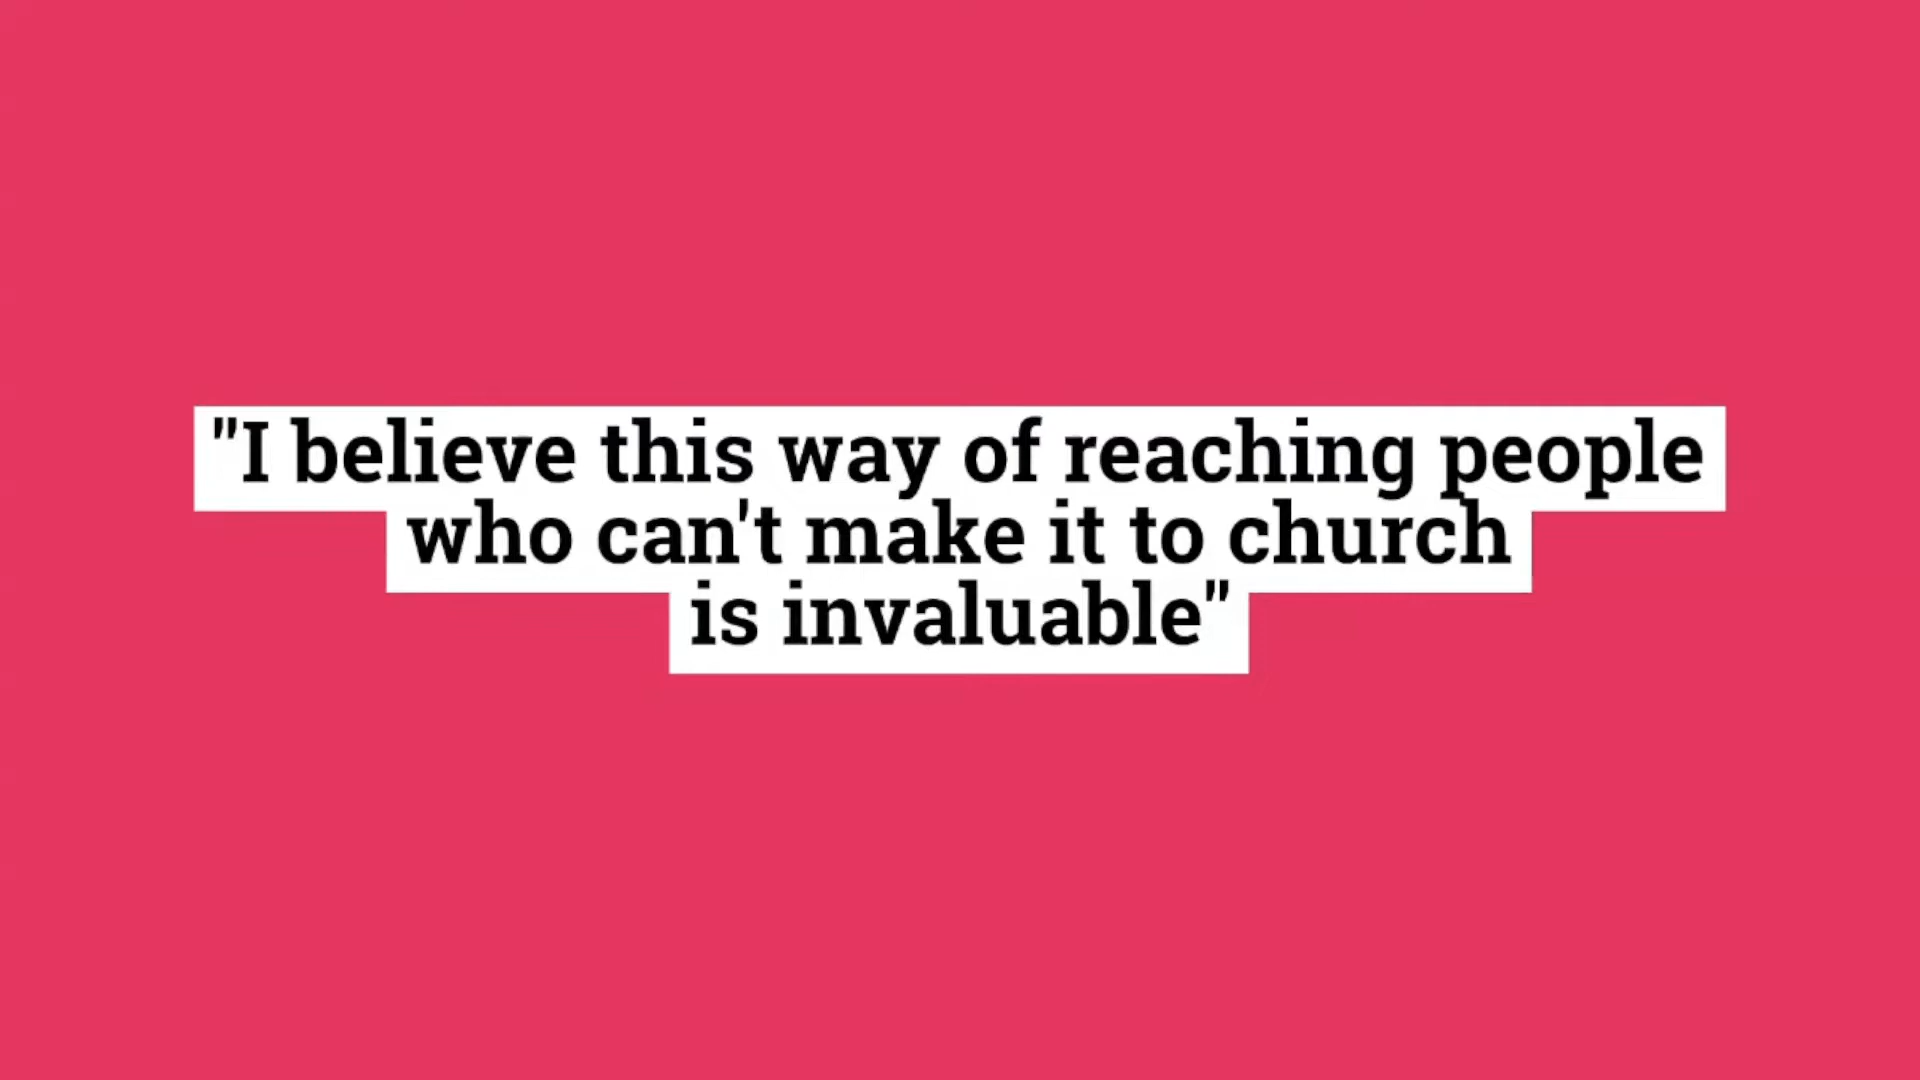 "I believe this way of reaching people
who can't make it to church
is invaluable"